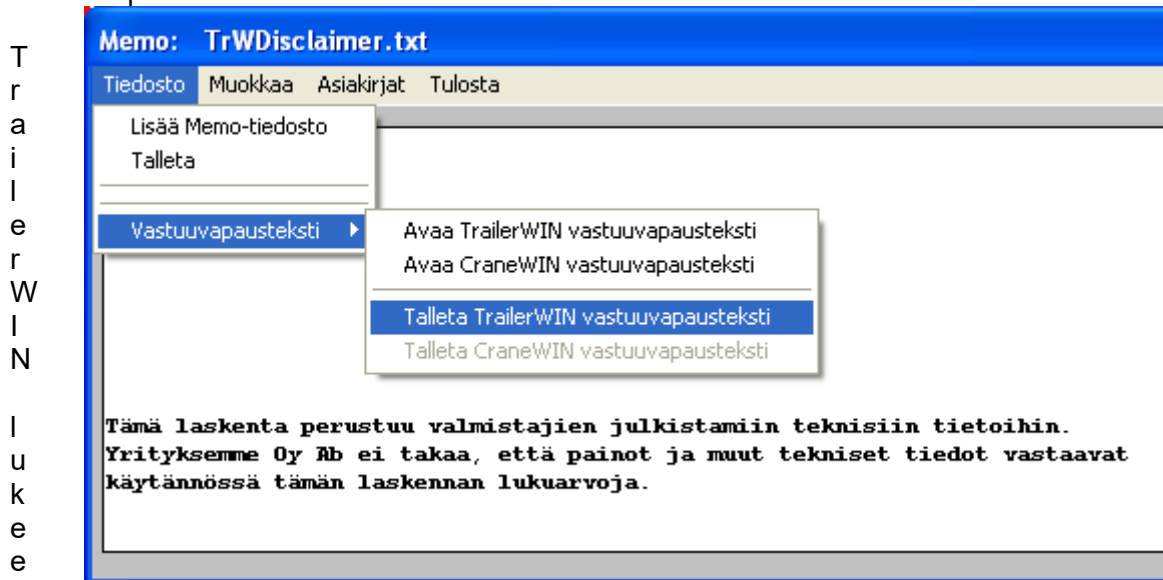 TrailerWIN lukee
Memo: TrWDisclaimer.txt
Tiedosto Muokkaa Asiakirjat Tulosta
Lisää Memo-tiedosto
Talleta
Vastuuvapausteksti
Avaa TrailerWIN vastuuvapausteksti
Avaa CraneWIN vastuuvapausteksti
Talleta TrailerWIN vastuuvapausteksti
Talleta CraneWIN vastuuvapausteksti
Tämä laskenta perustuu valmistajien julkistamiin teknisiin tietoihin.
Yrityksemme Oy Ab ei takaa, että painot ja muut tekniset tiedot vastaavat
käytännössä tämän laskennan lukuarvoja.